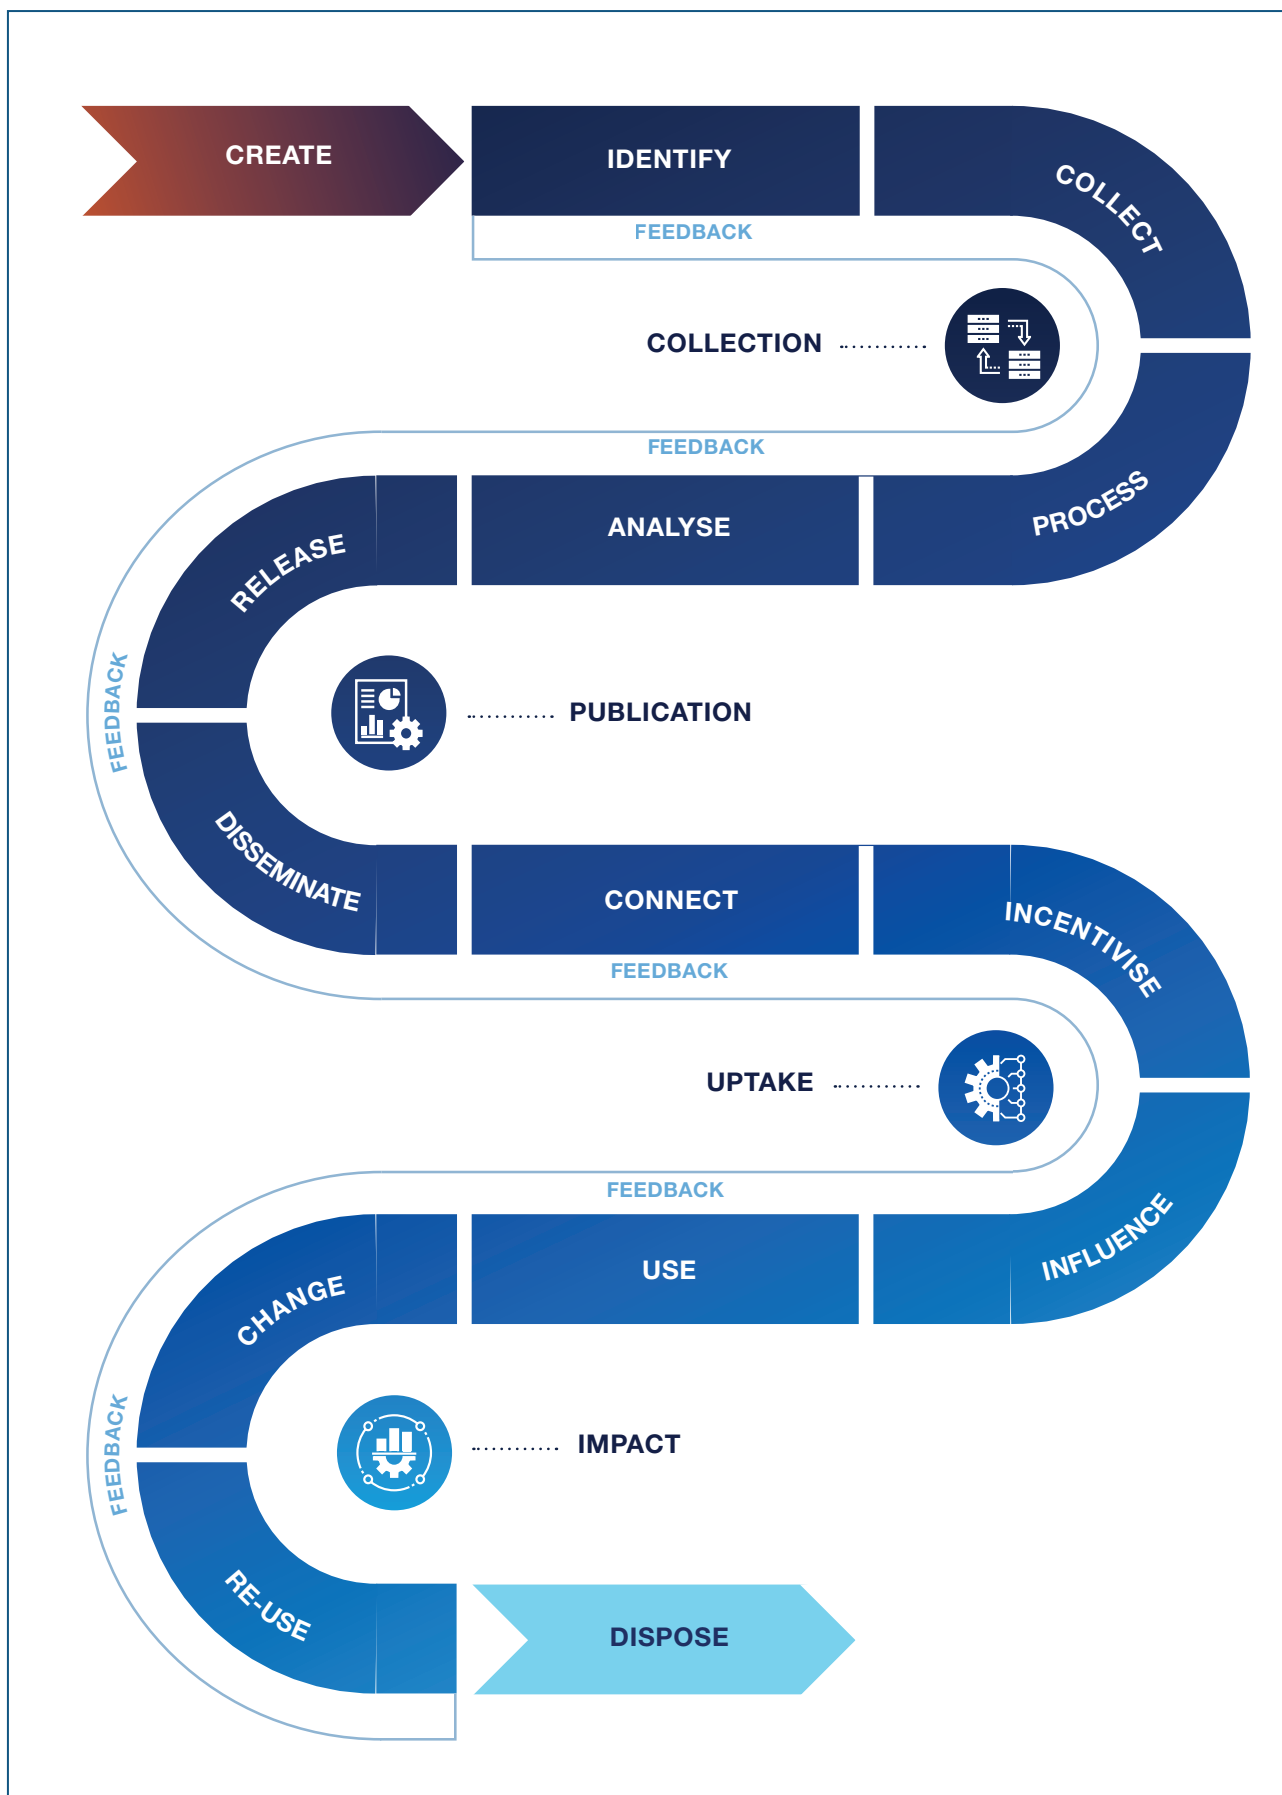 CREATE
IDENTIFY
COLLECT
FEEDBACK
COLLECTION
FEEDBACK
PROCESS
ANALYSE
RELEASE
FEEDBACK
PUBLICATION
DISSEMINATE
CONNECT
INCENTIVISE
FEEDBACK
UPTAKE
FEEDBACK
INFLUENCE
USE
CHANGE
FEEDBACK
IMPACT
RE-USE
DISPOSE